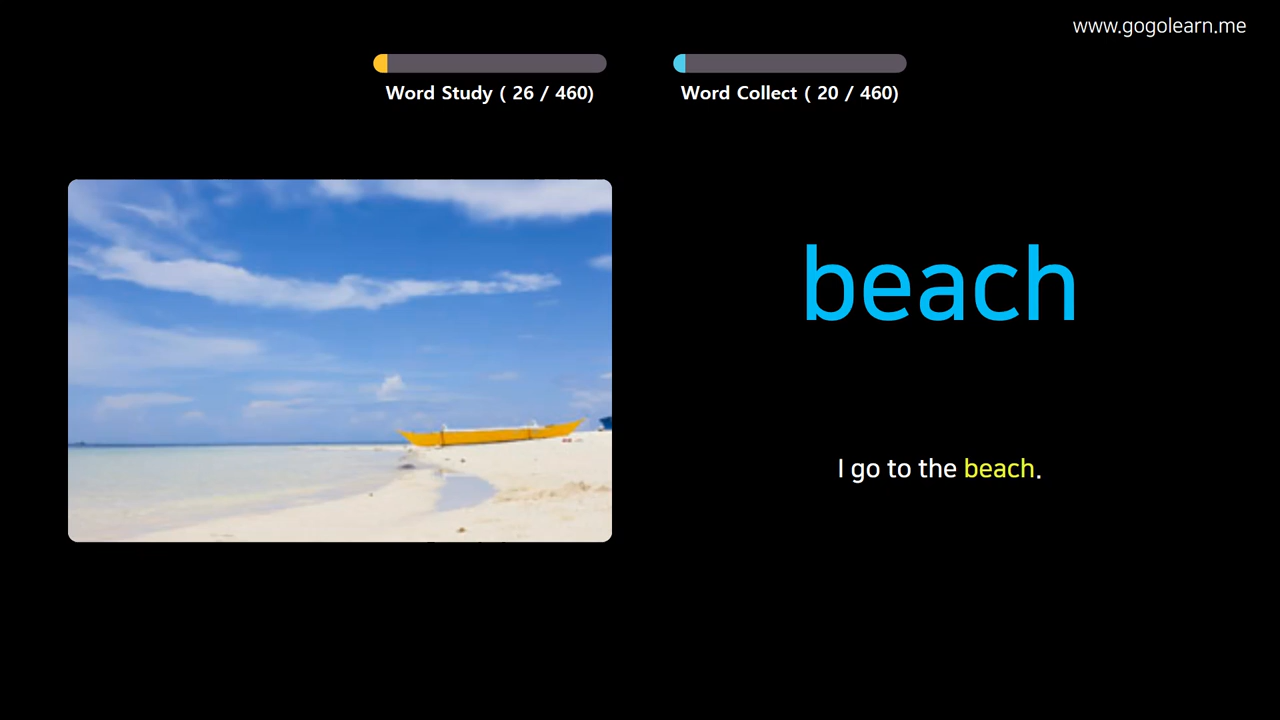 www.gogolearn.me
Word Study ( 26 / 460)
Word Collect ( 20 / 460)
beach
I go to the beach.